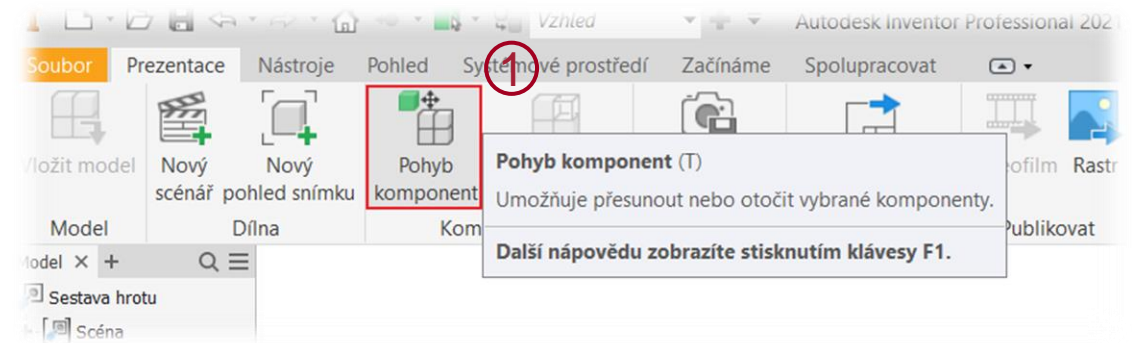 Vzhled
Autodesk Inventor Professional 202
Soubor Prezentace Nástroje Pohled Systémové prostředí Začínáme Spolupracovat
1
Vložit model
Nový
scénář
Nový
pohled snímku
Pohyb
komponent
Rastr
Model
Dílna
Kom
Publikovat
Pohyb komponent (T)
Umožňuje přesunout nebo otočit vybrané komponenty.
Další nápovědu zobrazíte stisknutím klávesy F1.
Model × +
Sestava hrotu
Scéna